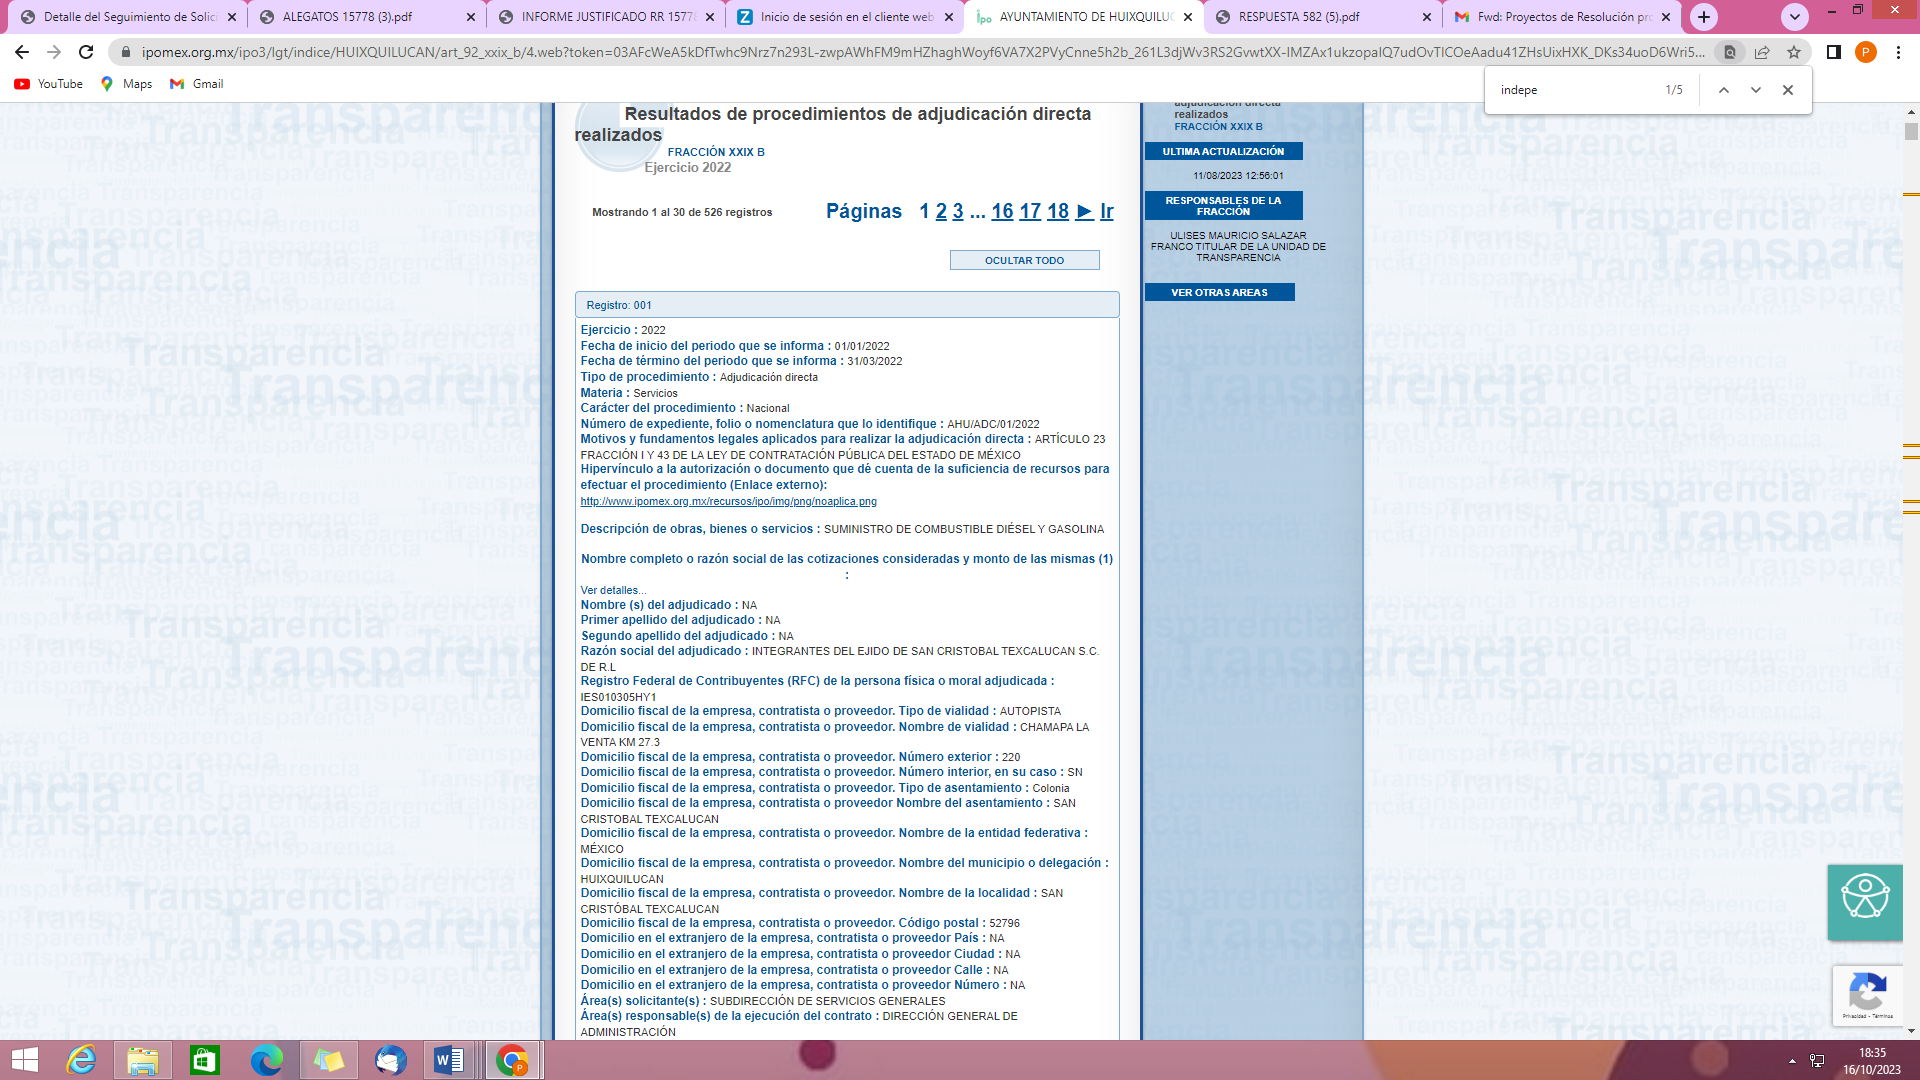 Detalle del Seguimiento de Solici
ALEGATOS 15778 (3).pdf
INFORME JUSTIFICADO RR 1577
Inicio de sesión en el cliente web
AYUNTAMIENTO DE HUIXQUILUC
RESPUESTA 582 (5).pdf
Fwd: Proyectos de Resolución pro
ipomex.org.mx/ipo3/lgt/indice/HUIXQUILUCAN/art_92_xxix_b/4.web?token=03AFcWeA5kDfTwhc9Nrz7n293L-zwpAWhFM9mHZhaghWoyf6VA7X2PVyCnne5h2b_261L3djWv3RS2GvwtXX-IMZAx1ukzopaIQ7udOvTlCOeAadu41ZHsUixHXK_DKs34uoD6Wri5...
P
YouTube
Maps
Gmail
indepe
1/5
Resultados de procedimientos de adjudicación directa
realizados
FRACCIÓN XXIX B
Ejercicio 2022
Mostrando 1 al 30 de 526 registros
Páginas 1 2 3 ... 16 17 18 ► Ir
OCULTAR TODO
Registro: 001
Ejercicio : 2022
Fecha de inicio del periodo que se informa : 01/01/2022
Fecha de término del periodo que se informa : 31/03/2022
Tipo de procedimiento : Adjudicación directa
Materia : Servicios
Carácter del procedimiento : Nacional
Número de expediente, folio o nomenclatura que lo identifique : AHU/ADC/01/2022
Motivos y fundamentos legales aplicados para realizar la adjudicación directa : ARTÍCULO 23
FRACCIÓN I Y 43 DE LA LEY DE CONTRATACIÓN PÚBLICA DEL ESTADO DE MÉXICO
Hipervínculo a la autorización o documento que dé cuenta de la suficiencia de recursos para
efectuar el procedimiento (Enlace externo):
http://www.ipomex.org.mx/recursos/ipo/img/png/noaplica.png
Descripción de obras, bienes o servicios : SUMINISTRO DE COMBUSTIBLE DIÉSEL Y GASOLINA
Nombre completo o razón social de las cotizaciones consideradas y monto de las mismas (1)
:
Ver detalles...
Nombre (s) del adjudicado : NA
Primer apellido del adjudicado : NA
Segundo apellido del adjudicado : NA
Razón social del adjudicado : INTEGRANTES DEL EJIDO DE SAN CRISTOBAL TEXCALUCAN S.C.
DE R.L
Registro Federal de Contribuyentes (RFC) de la persona física o moral adjudicada :
IES010305HY1
Domicilio fiscal de la empresa, contratista o proveedor. Tipo de vialidad : AUTOPISTA
Domicilio fiscal de la empresa, contratista o proveedor. Nombre de vialidad : CHAMAPA LA
VENTA KM 27.3
Domicilio fiscal de la empresa, contratista o proveedor. Número exterior : 220
Domicilio fiscal de la empresa, contratista o proveedor. Número interior, en su caso : SN
Domicilio fiscal de la empresa, contratista o proveedor. Tipo de asentamiento : Colonia
Domicilio fiscal de la empresa, contratista o proveedor Nombre del asentamiento : SAN
CRISTOBAL TEXCALUCAN
Domicilio fiscal de la empresa, contratista o proveedor. Nombre de la entidad federativa :
MÉXICO
Domicilio fiscal de la empresa, contratista o proveedor. Nombre del municipio o delegación :
HUIXQUILUCAN
Domicilio fiscal de la empresa, contratista o proveedor. Nombre de la localidad : SAN
CRISTÓBAL TEXCALUCAN
Domicilio fiscal de la empresa, contratista o proveedor. Código postal : 52796
Domicilio en el extranjero de la empresa, contratista o proveedor País : NA
Domicilio en el extranjero de la empresa, contratista o proveedor Ciudad : NA
Domicilio en el extranjero de la empresa, contratista o proveedor Calle : NA
Domicilio en el extranjero de la empresa, contratista o proveedor Número : NA
Área(s) solicitante(s) : SUBDIRECCIÓN DE SERVICIOS GENERALES
Área(s) responsable(s) de la ejecución del contrato : DIRECCIÓN GENERAL DE
ADMINISTRACIÓN
adjudicación directa
realizados
FRACCIÓN XXIX B
ULTIMA ACTUALIZACIÓN
11/08/2023 12:56:01
RESPONSABLES DE LA
FRACCIÓN
ULISES MAURICIO SALAZAR
FRANCO TITULAR DE LA UNIDAD DE
TRANSPARENCIA
VER OTRAS AREAS
Transparencia
Privacidad - Términos
18:35
16/10/2023